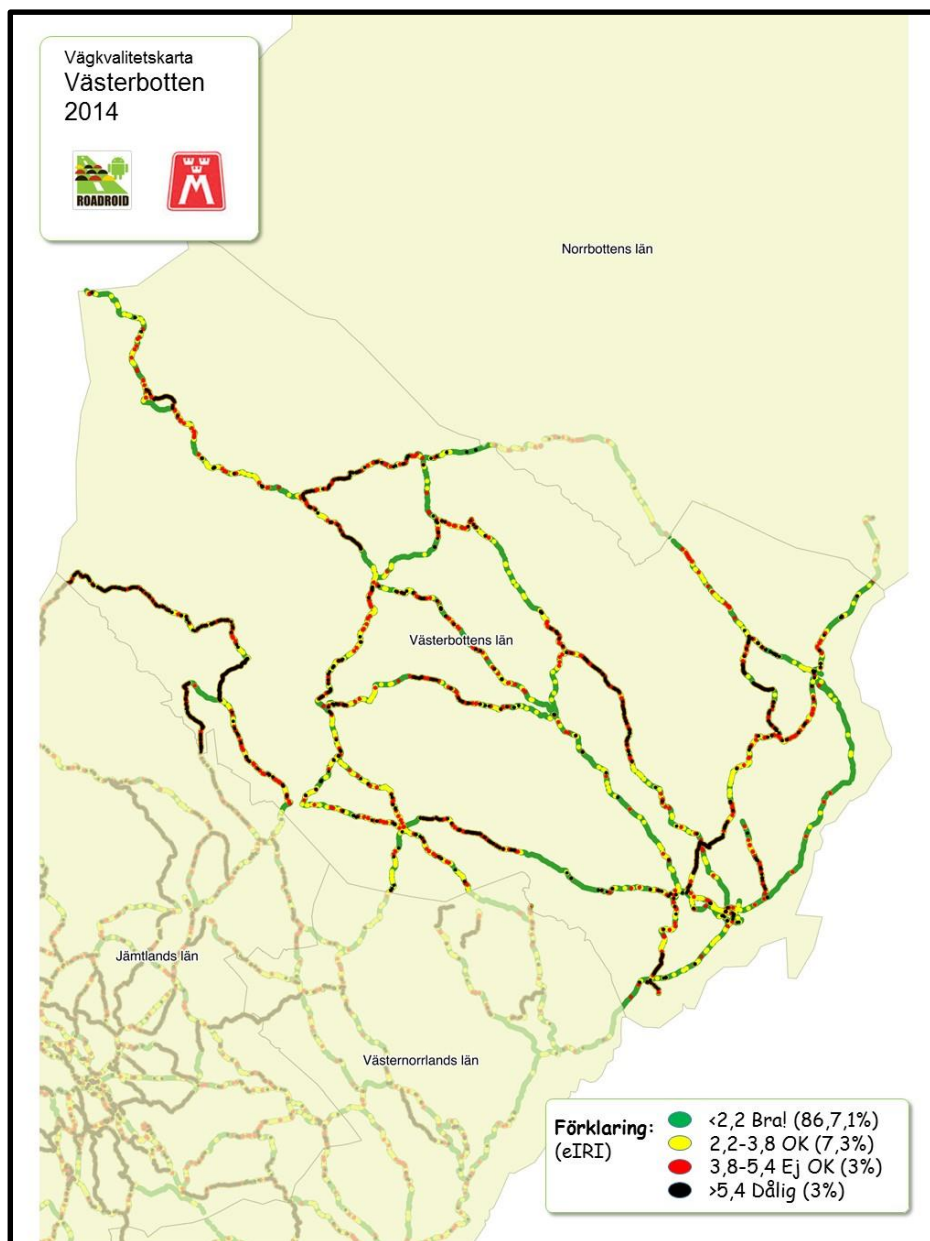 Vägkvalitetskarta
Västerbotten
2014
ROADROID
M
Norrbottens län
Västerbottens län
Jämtlands län
Västernorrlands län
Förklaring:
(eIRI)
<2,2 Bra! (86,7,1%)
2,2-3,8 OK (7,3%)
3,8-5,4 Ej OK (3%)
>5,4 Dålig (3%)